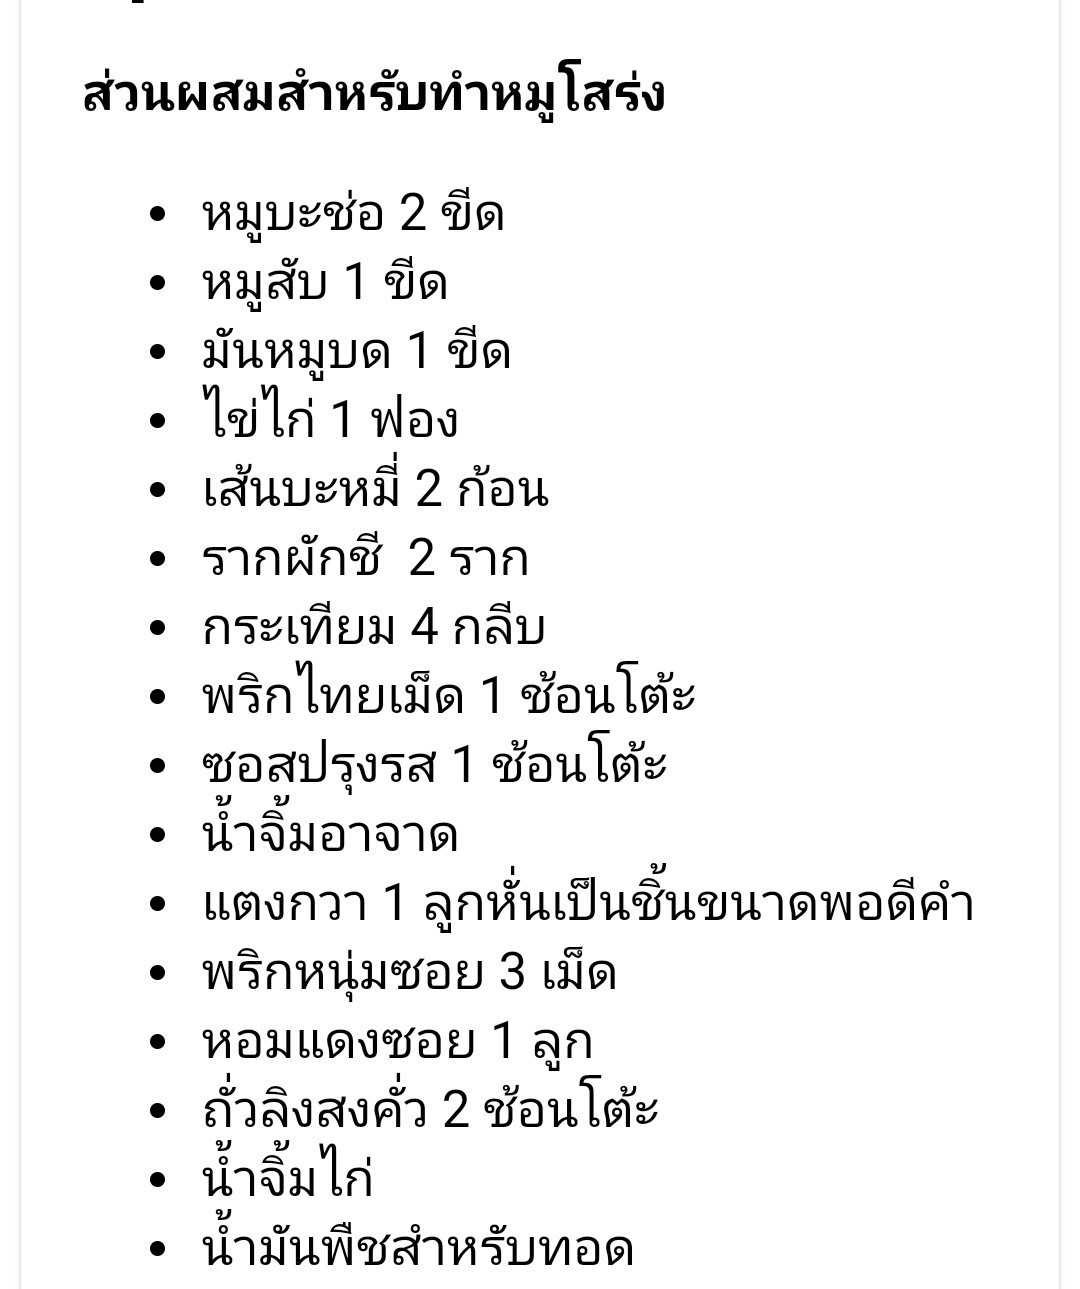 ส่วนผสมสำหรับทำหมูโสร่ง
• หมูบะช่อ 2 ขีด
• หมูสับ 1 ขีด
• มันหมูบด 1 ขีด
• ไข่ไก่ 1 ฟอง
• เส้นบะหมี่ 2 ก้อน
• รากผักชี  2 ราก
• กระเทียม 4 กลีบ
• พริกไทยเม็ด 1 ช้อนโต้ะ
• ซอสปรุงรส 1 ช้อนโต้ะ
• น้ำจิ้มอาจาด
• แตงกวา 1 ลูกหั่นเป็นชิ้นขนาดพอดีคำ
• พริกหนุ่มซอย 3 เม็ด
• หอมแดงซอย 1 ลูก
• ถั่วลิงสงคั่ว 2 ช้อนโต้ะ
• น้ำจิ้มไก่
• น้ำมันพืชสำหรับทอด